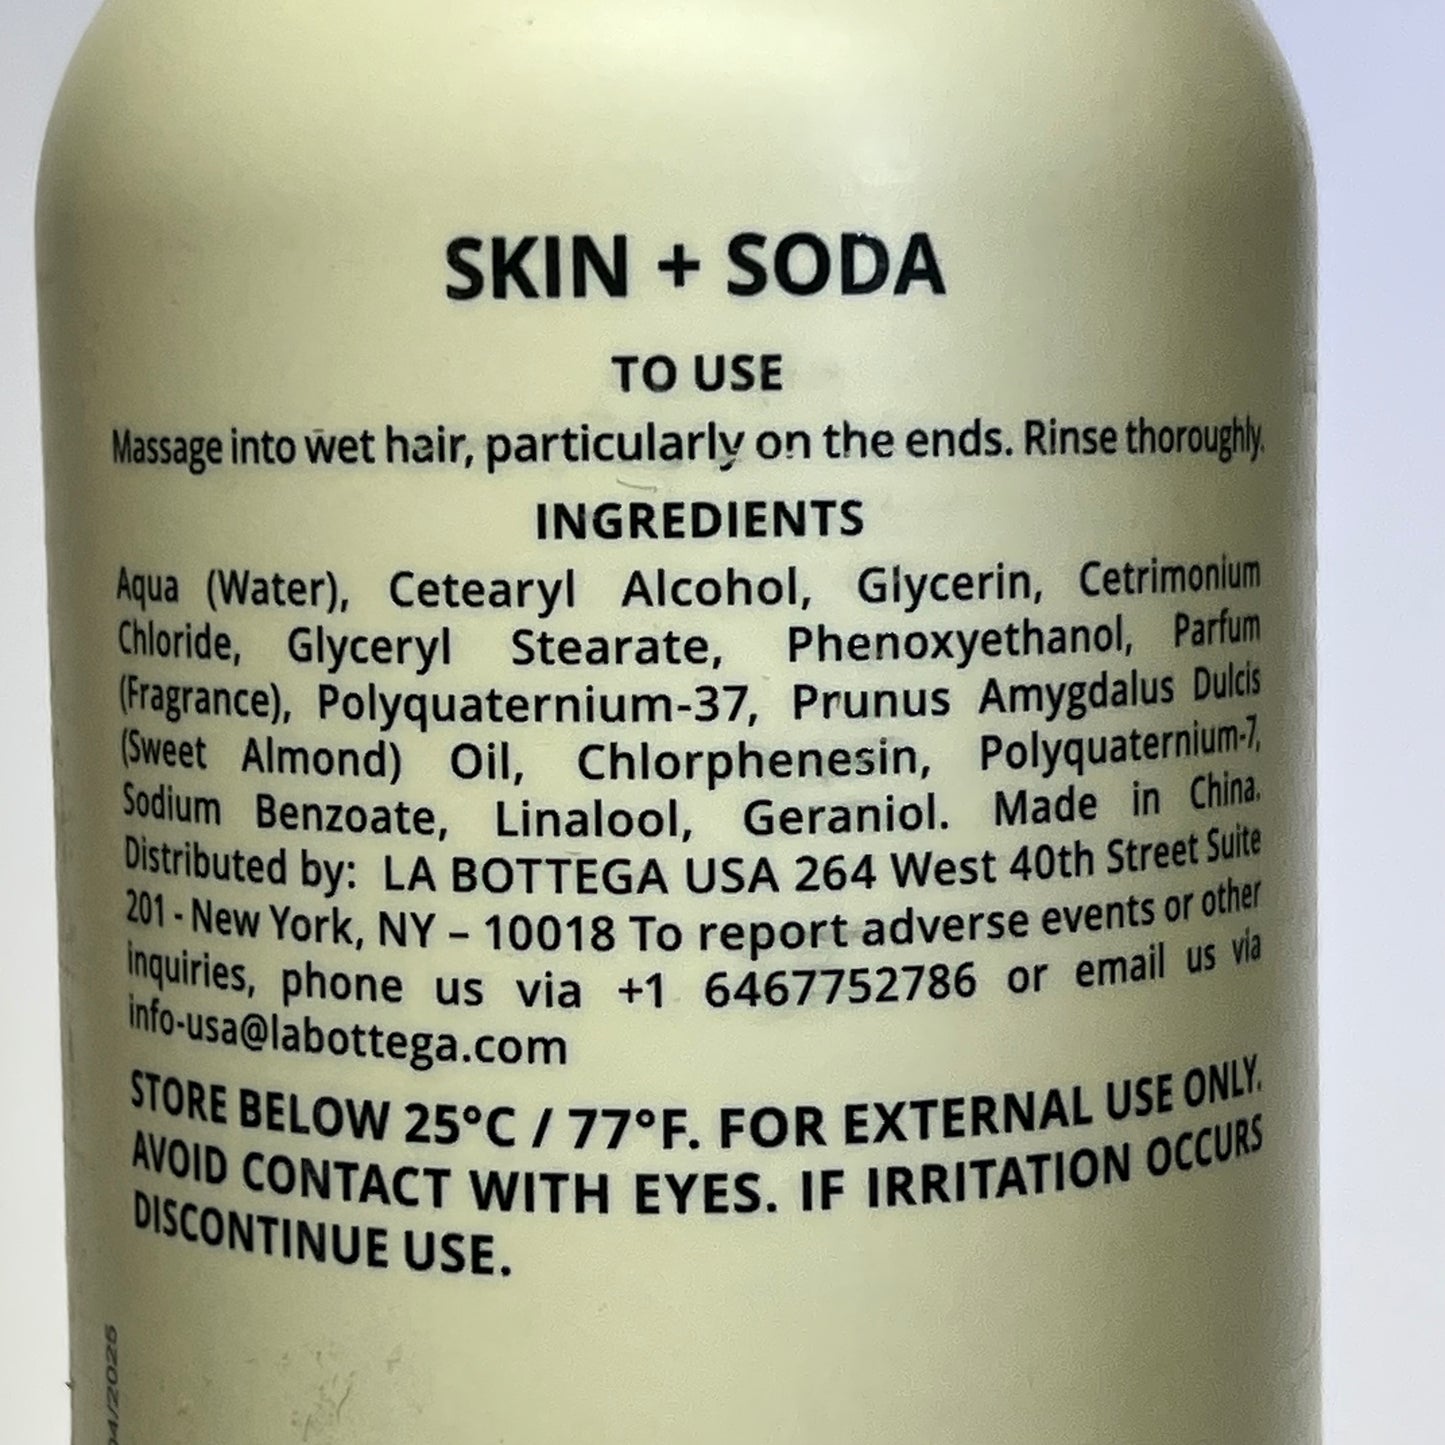 SKIN + SODA
TO USE
Massage into wet hair, particularly on the ends. Rinse thoroughly.
INGREDIENTS
Aqua (Water), Cetearyl Alcohol, Glycerin, Cetrimonium
Chloride, Glyceryl Stearate, Phenoxyethanol, Parfum
(Fragrance), Polyquaternium-37, Prunus Amygdalus Dulcis
(Sweet Almond) Oil, Chlorphenesin, Polyquaternium-7,
Sodium Benzoate, Linalool, Geraniol. Made in China.
Distributed by: LA BOTTEGA USA 264 West 40th Street Suite
201 - New York, NY – 10018 To report adverse events or other
inquiries, phone us via +1 6467752786 or email us via
info-usa@labottega.com
STORE BELOW 25°C / 77°F. FOR EXTERNAL USE ONLY.
AVOID CONTACT WITH EYES. IF IRRITATION OCCURS
DISCONTINUE USE.
04/2025